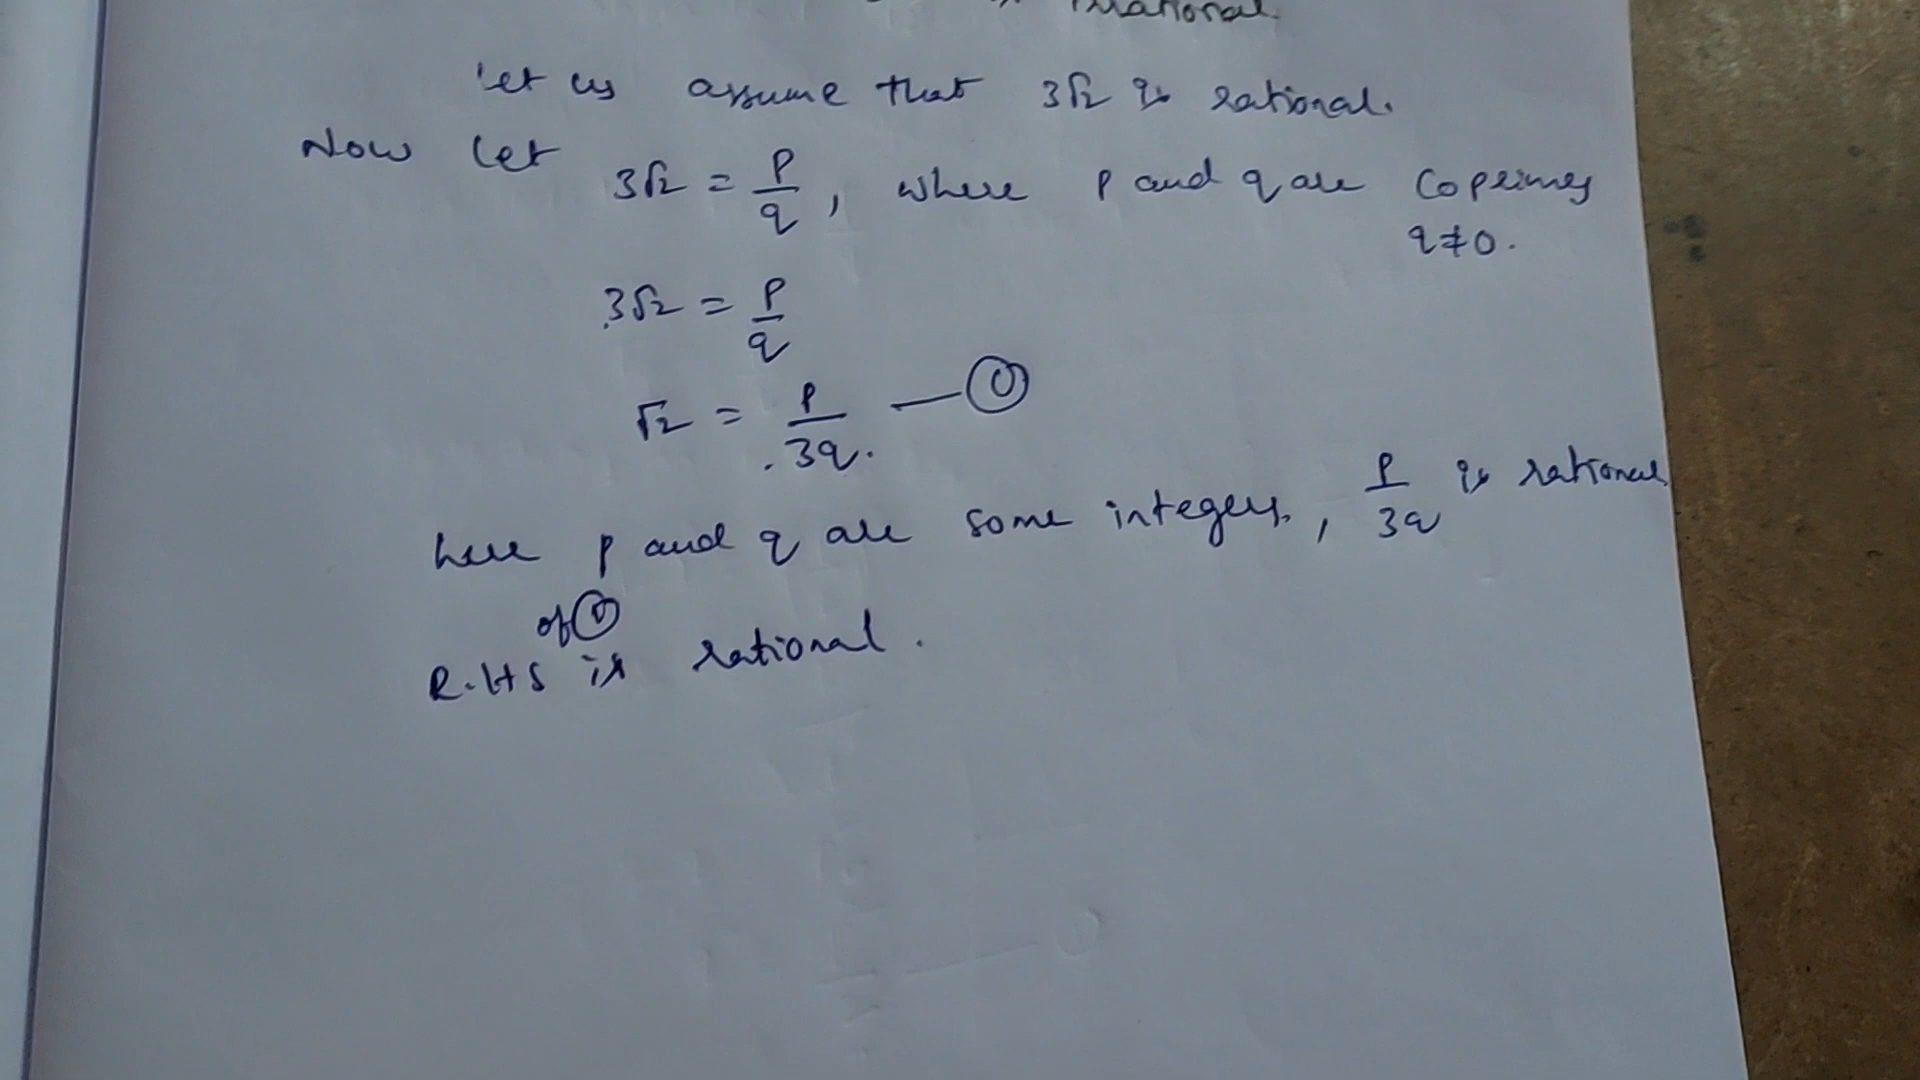 irrational
Let us assume that 3√2 is rational.
Now let 3√2 = p/q, where p and q are coprimes
q≠0.
3√2 = p/q
√2 = p/3q. — ①
here p and q are some integers, p/3q is rational
of ①
R.H.S is rational.